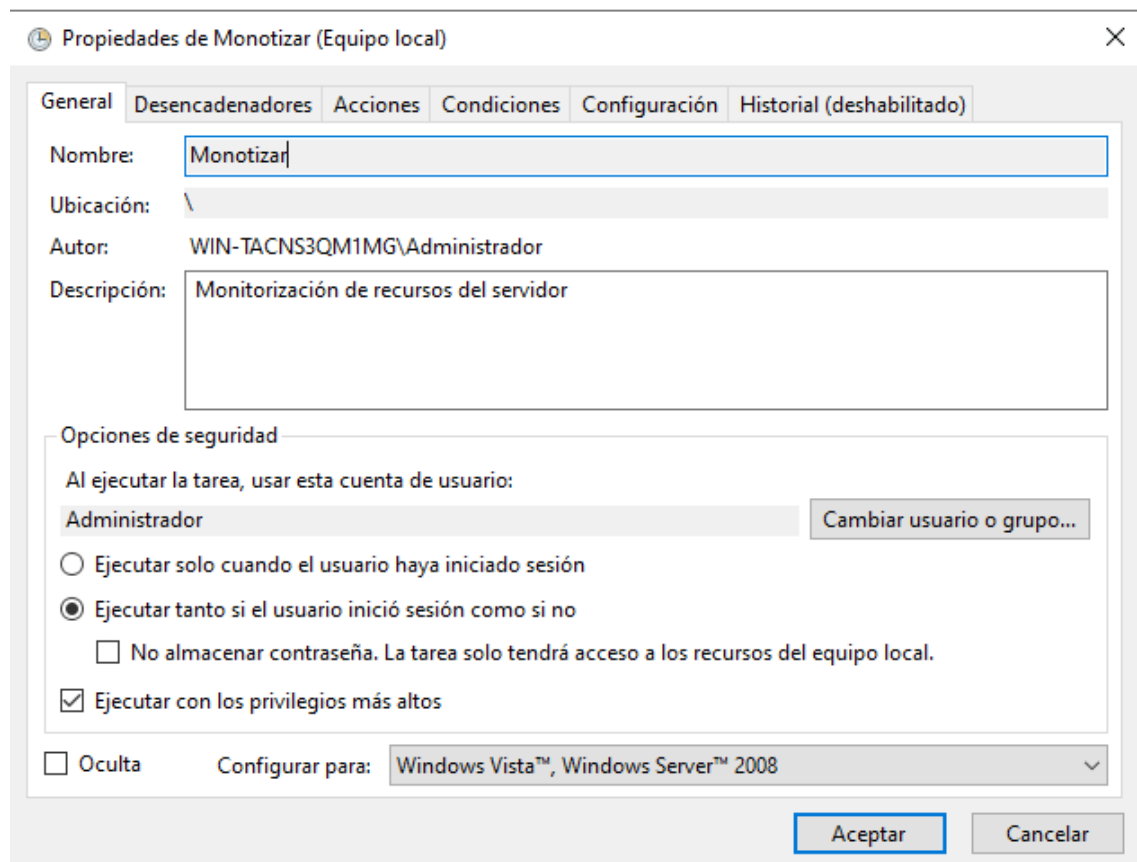 Propiedades de Monotizar (Equipo local)
General Desencadenadores Acciones Condiciones Configuración Historial (deshabilitado)
Nombre: Monotizar
Ubicación: \
Autor: WIN-TACNS3QM1MG\Administrador
Descripción: Monitorización de recursos del servidor
Opciones de seguridad
Al ejecutar la tarea, usar esta cuenta de usuario:
Administrador Cambiar usuario o grupo...
Ejecutar solo cuando el usuario haya iniciado sesión
Ejecutar tanto si el usuario inició sesión como si no
No almacenar contraseña. La tarea solo tendrá acceso a los recursos del equipo local.
Ejecutar con los privilegios más altos
Oculta Configurar para: Windows Vista™, Windows Server™ 2008
Aceptar Cancelar